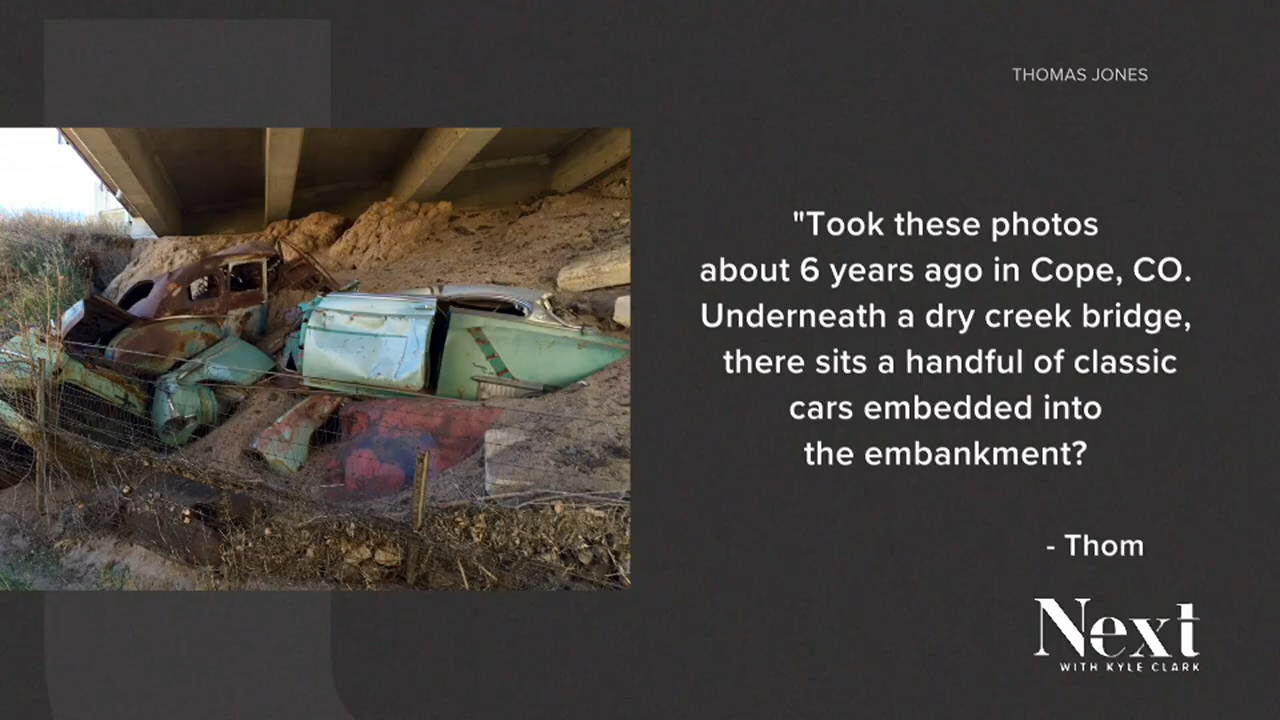 THOMAS JONES
"Took these photos
about 6 years ago in Cope, CO.
Underneath a dry creek bridge,
there sits a handful of classic
cars embedded into
the embankment?
- Thom
Next
WITH KYLE CLARK